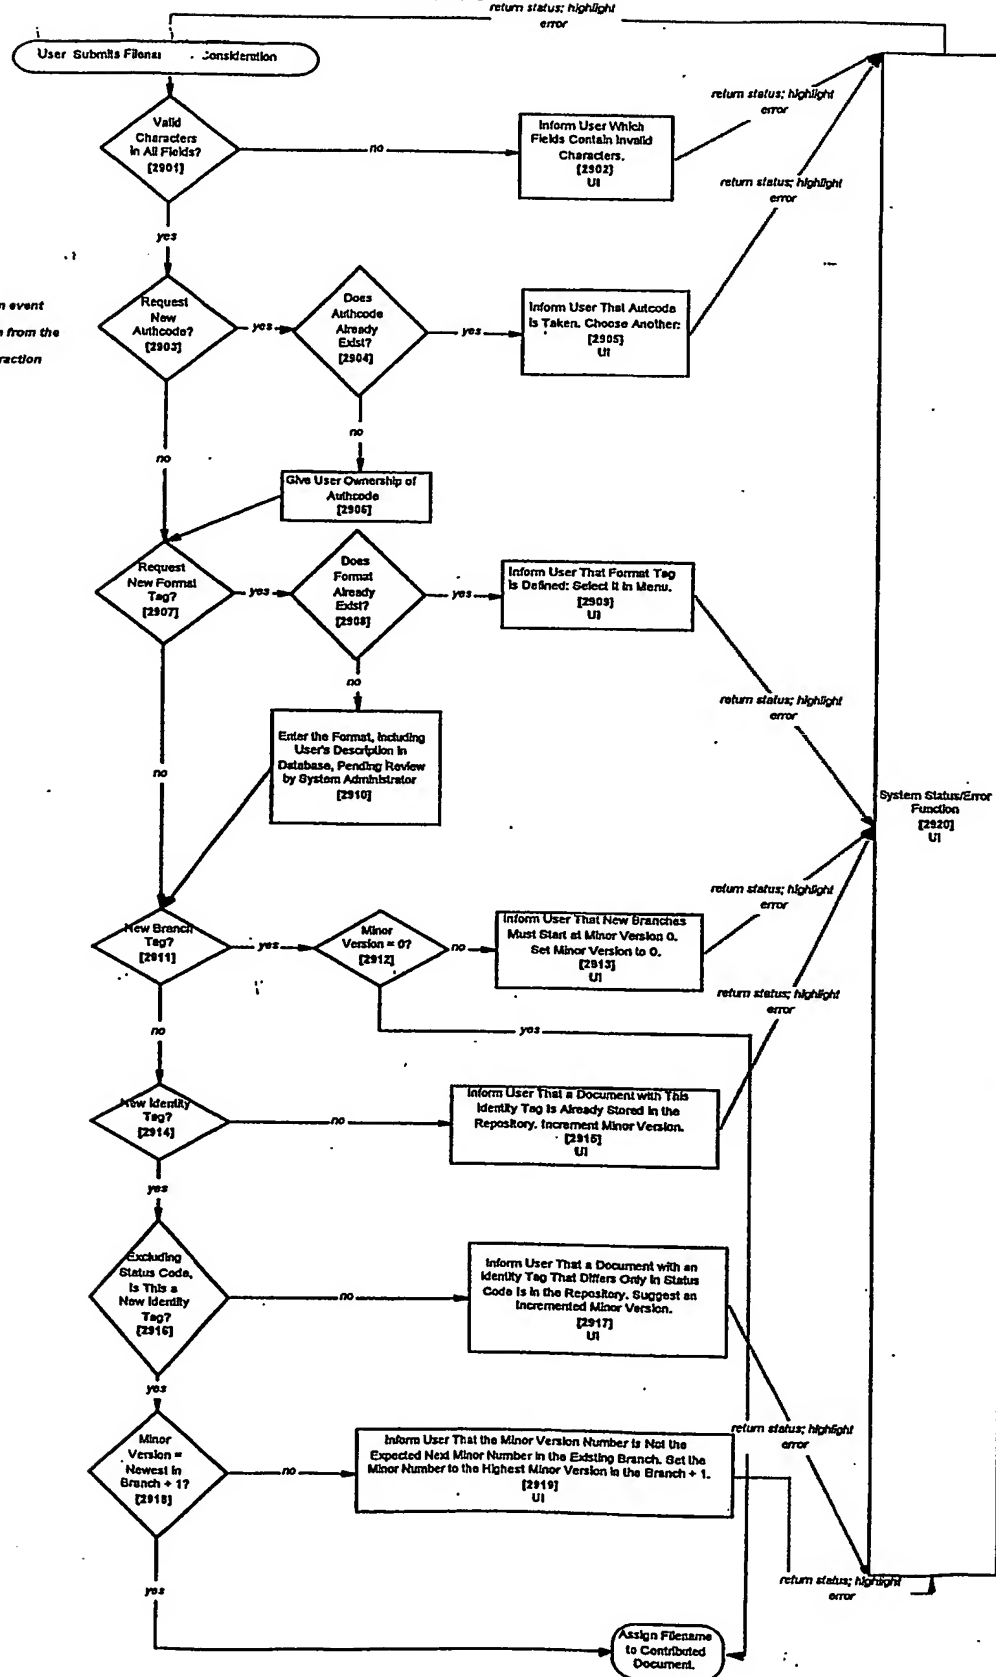 return status; highlight
error
User Submits
Consideration
Valid
Characters
in All Fields?
[2901]
no
Inform User Which
Fields Contain Invalid
Characters.
[2902]
UI
return status; highlight
error
return status; highlight
error
yes
event
from the
Request
New
Authcode?
[2903]
yes
Does
Authcode
Already
Exist?
[2904]
yes
Inform User That Autcode
is Taken. Choose Another.
[2905]
UI
no
no
Give User Ownership of
Authcode
[2906]
Request
New Format
Tag?
[2907]
yes
Does
Format
Already
Exist?
[2908]
yes
Inform User That Format Tag
is Defined: Select It in Menu.
[2909]
UI
no
return status; highlight
error
no
Enter the Format, Including
User's Description in
Database, Pending Review
by System Administrator
[2910]
System Status/Error
Function
[2920]
UI
return status; highlight
error
New Branch
Tag?
[2911]
yes
Minor
Version = 0?
[2912]
no
Inform User That New Branches
Must Start at Minor Version 0.
Set Minor Version to 0.
[2913]
UI
return status; highlight
error
no
yes
New Identity
Tag?
[2914]
no
Inform User That a Document with This
Identity Tag Is Already Stored in the
Repository. Increment Minor Version.
[2915]
UI
yes
Excluding
Status Code,
Is This a
New Identity
Tag?
[2916]
no
Inform User That a Document with an
Identity Tag That Differs Only in Status
Code Is in the Repository. Suggest an
Incremented Minor Version.
[2917]
UI
yes
return status; highlight
error
Minor
Version =
Newest in
Branch + 1?
[2918]
no
Inform User That the Minor Version Number is Not the
Expected Next Minor Number in the Existing Branch. Set the
Minor Number to the Highest Minor Version in the Branch + 1.
[2919]
UI
yes
return status; highlight
error
Assign Filename
to Contributed
Document.